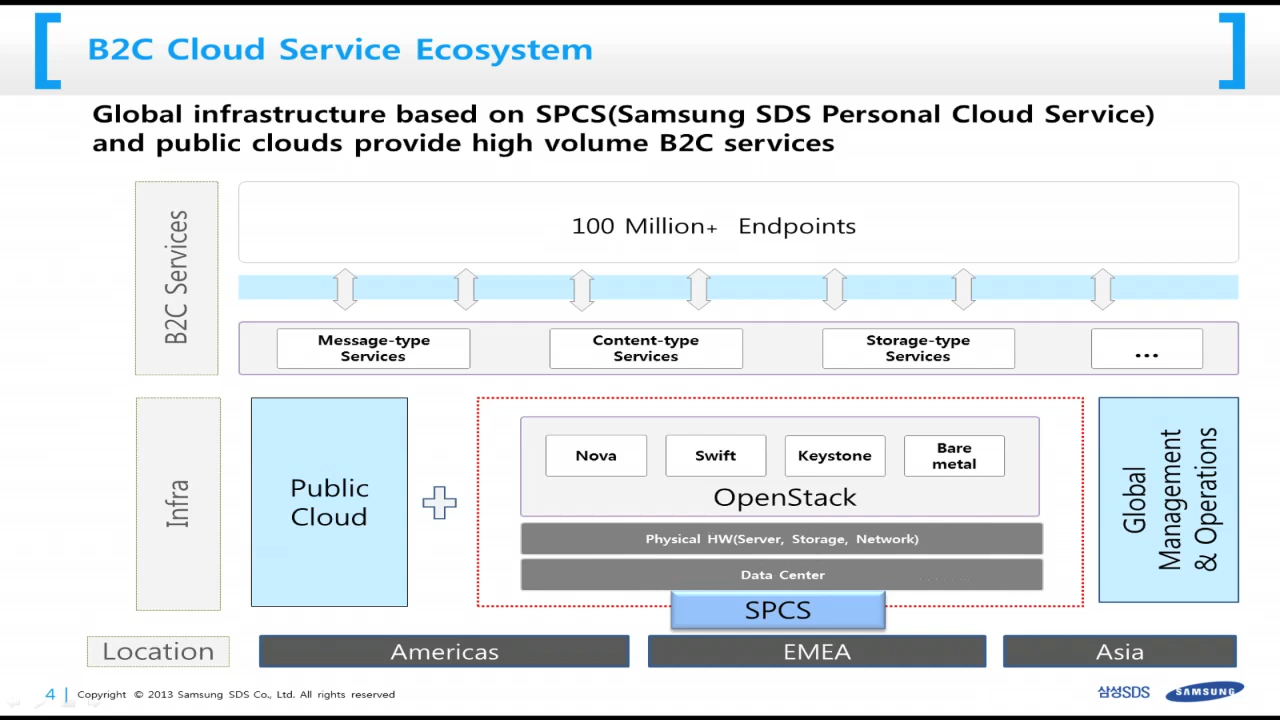 B2C Cloud Service Ecosystem
Global infrastructure based on SPCS(Samsung SDS Personal Cloud Service)
and public clouds provide high volume B2C services
B2C Services
100 Million+ Endpoints
Message-type
Services
Content-type
Services
Storage-type
Services
...
Infra
Public
Cloud
Nova
Swift
Keystone
Bare
metal
OpenStack
Physical HW(Server, Storage, Network)
Data Center
SPCS
Global
Management
& Operations
Location
Americas
EMEA
Asia
4
Copyright © 2013 Samsung SDS Co., Ltd. All rights reserved
삼성SDS
SAMSUNG